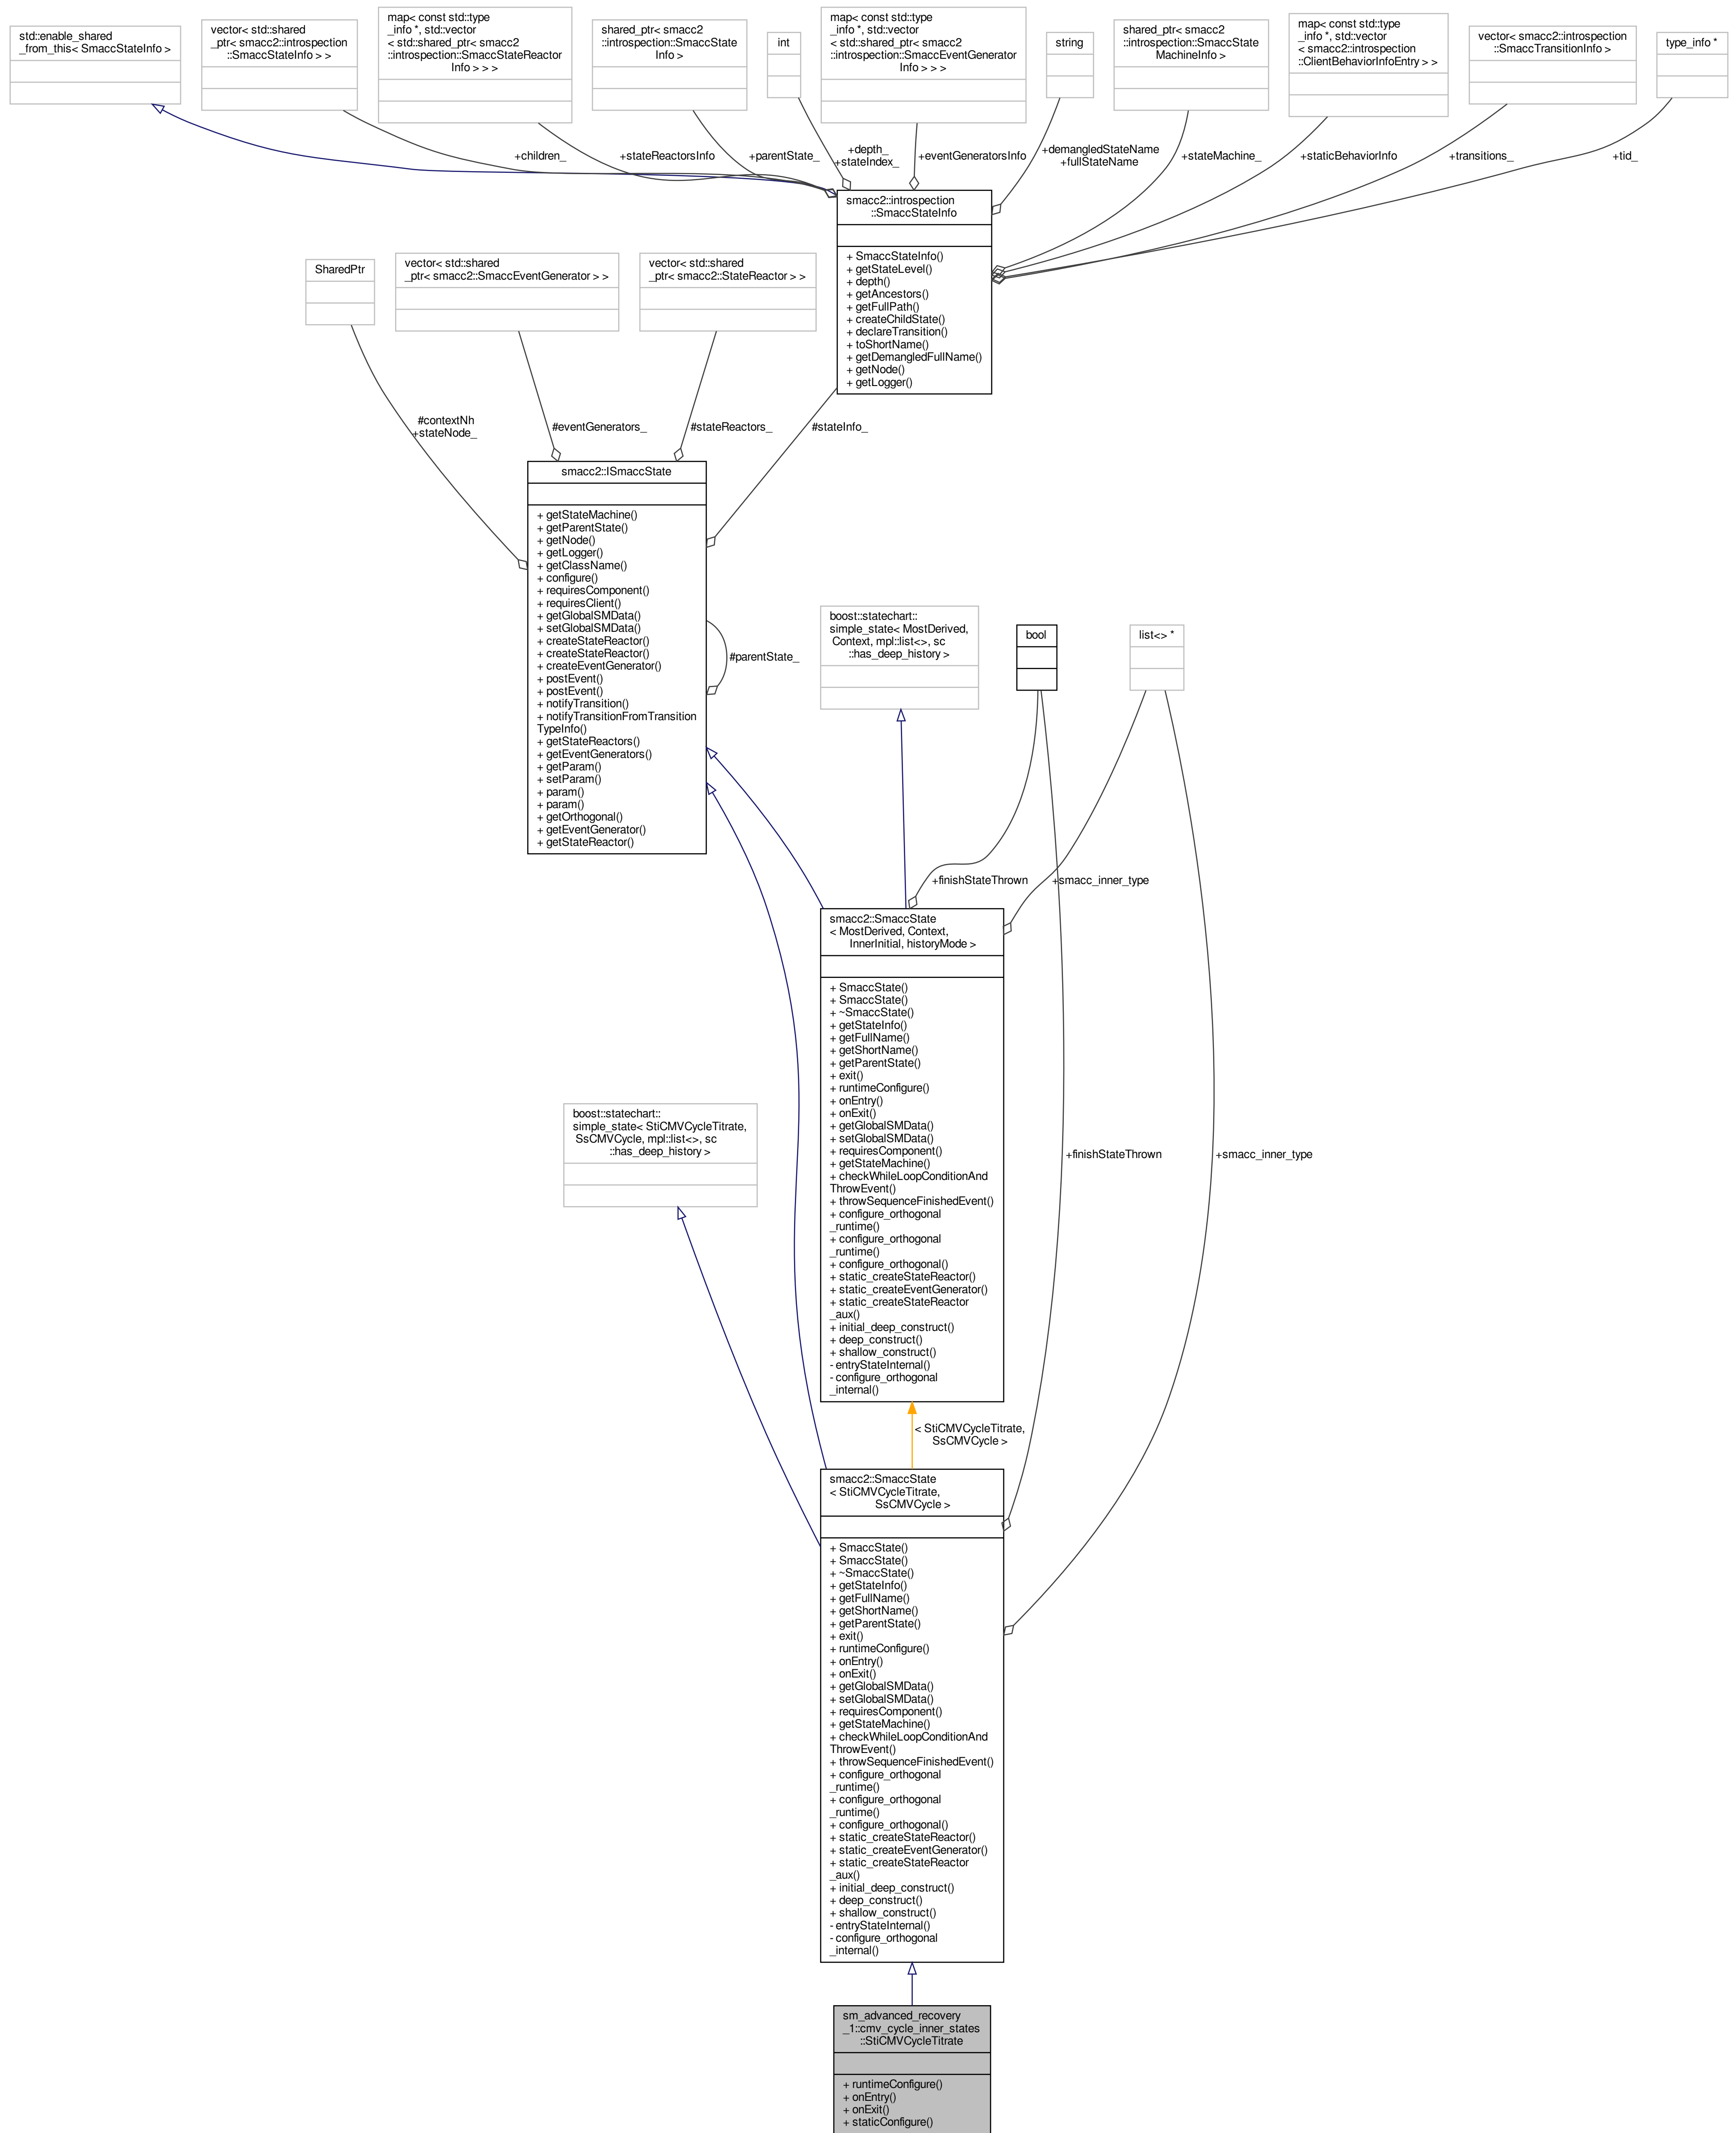 std::enable_shared
_from_this< SmaccStateInfo >
vector< std::shared
_ptr< smacc2::introspection
::SmaccStateInfo > >
map< const std::type
_info *, std::vector
< std::shared_ptr< smacc2
::introspection::SmaccStateReactor
Info > > >
shared_ptr< smacc2
::introspection::SmaccState
Info >
int
map< const std::type
_info *, std::vector
< std::shared_ptr< smacc2
::introspection::SmaccEventGenerator
Info > > >
string
shared_ptr< smacc2
::introspection::SmaccState
MachineInfo >
map< const std::type
_info *, std::vector
< smacc2::introspection
::ClientBehaviorInfoEntry > >
vector< smacc2::introspection
::SmaccTransitionInfo >
type_info *
+children_
+stateReactorsInfo
+parentState_
+depth_
+stateIndex_
+eventGeneratorsInfo
+demangledStateName
+fullStateName
+stateMachine_
+staticBehaviorInfo
+transitions_
+tid_
smacc2::introspection
::SmaccStateInfo
+ SmaccStateInfo()
+ getStateLevel()
+ depth()
+ getAncestors()
+ getFullPath()
+ createChildState()
+ declareTransition()
+ toShortName()
+ getDemangledFullName()
+ getNode()
+ getLogger()
SharedPtr
vector< std::shared
_ptr< smacc2::SmaccEventGenerator > >
vector< std::shared
_ptr< smacc2::StateReactor > >
#contextNh
+stateNode_
#eventGenerators_
#stateReactors_
#stateInfo_
smacc2::ISmaccState
+ getStateMachine()
+ getParentState()
+ getNode()
+ getLogger()
+ getClassName()
+ configure()
+ requiresComponent()
+ requiresClient()
+ getGlobalSMData()
+ setGlobalSMData()
+ createStateReactor()
+ createStateReactor()
+ createEventGenerator()
+ postEvent()
+ postEvent()
+ notifyTransition()
+ notifyTransitionFromTransition
TypeInfo()
+ getStateReactors()
+ getEventGenerators()
+ getParam()
+ setParam()
+ param()
+ param()
+ getOrthogonal()
+ getEventGenerator()
+ getStateReactor()
#parentState_
boost::statechart::
simple_state< MostDerived,
Context, mpl::list<>, sc
::has_deep_history >
bool
list<> *
+finishStateThrown
+smacc_inner_type
smacc2::SmaccState
< MostDerived, Context,
InnerInitial, historyMode >
+ SmaccState()
+ SmaccState()
+ ~SmaccState()
+ getStateInfo()
+ getFullName()
+ getShortName()
+ getParentState()
+ exit()
+ runtimeConfigure()
+ onEntry()
+ onExit()
+ getGlobalSMData()
+ setGlobalSMData()
+ requiresComponent()
+ getStateMachine()
+ checkWhileLoopConditionAnd
ThrowEvent()
+ throwSequenceFinishedEvent()
+ configure_orthogonal
_runtime()
+ configure_orthogonal
_runtime()
+ configure_orthogonal()
+ static_createStateReactor()
+ static_createEventGenerator()
+ static_createStateReactor
_aux()
+ initial_deep_construct()
+ deep_construct()
+ shallow_construct()
- entryStateInternal()
- configure_orthogonal
_internal()
boost::statechart::
simple_state< StiCMVCycleTitrate,
SsCMVCycle, mpl::list<>, sc
::has_deep_history >
+finishStateThrown
+smacc_inner_type
< StiCMVCycleTitrate,
SsCMVCycle >
smacc2::SmaccState
< StiCMVCycleTitrate,
SsCMVCycle >
+ SmaccState()
+ SmaccState()
+ ~SmaccState()
+ getStateInfo()
+ getFullName()
+ getShortName()
+ getParentState()
+ exit()
+ runtimeConfigure()
+ onEntry()
+ onExit()
+ getGlobalSMData()
+ setGlobalSMData()
+ requiresComponent()
+ getStateMachine()
+ checkWhileLoopConditionAnd
ThrowEvent()
+ throwSequenceFinishedEvent()
+ configure_orthogonal
_runtime()
+ configure_orthogonal
_runtime()
+ configure_orthogonal()
+ static_createStateReactor()
+ static_createEventGenerator()
+ static_createStateReactor
_aux()
+ initial_deep_construct()
+ deep_construct()
+ shallow_construct()
- entryStateInternal()
- configure_orthogonal
_internal()
sm_advanced_recovery
_1::cmv_cycle_inner_states
::StiCMVCycleTitrate
+ runtimeConfigure()
+ onEntry()
+ onExit()
+ staticConfigure()